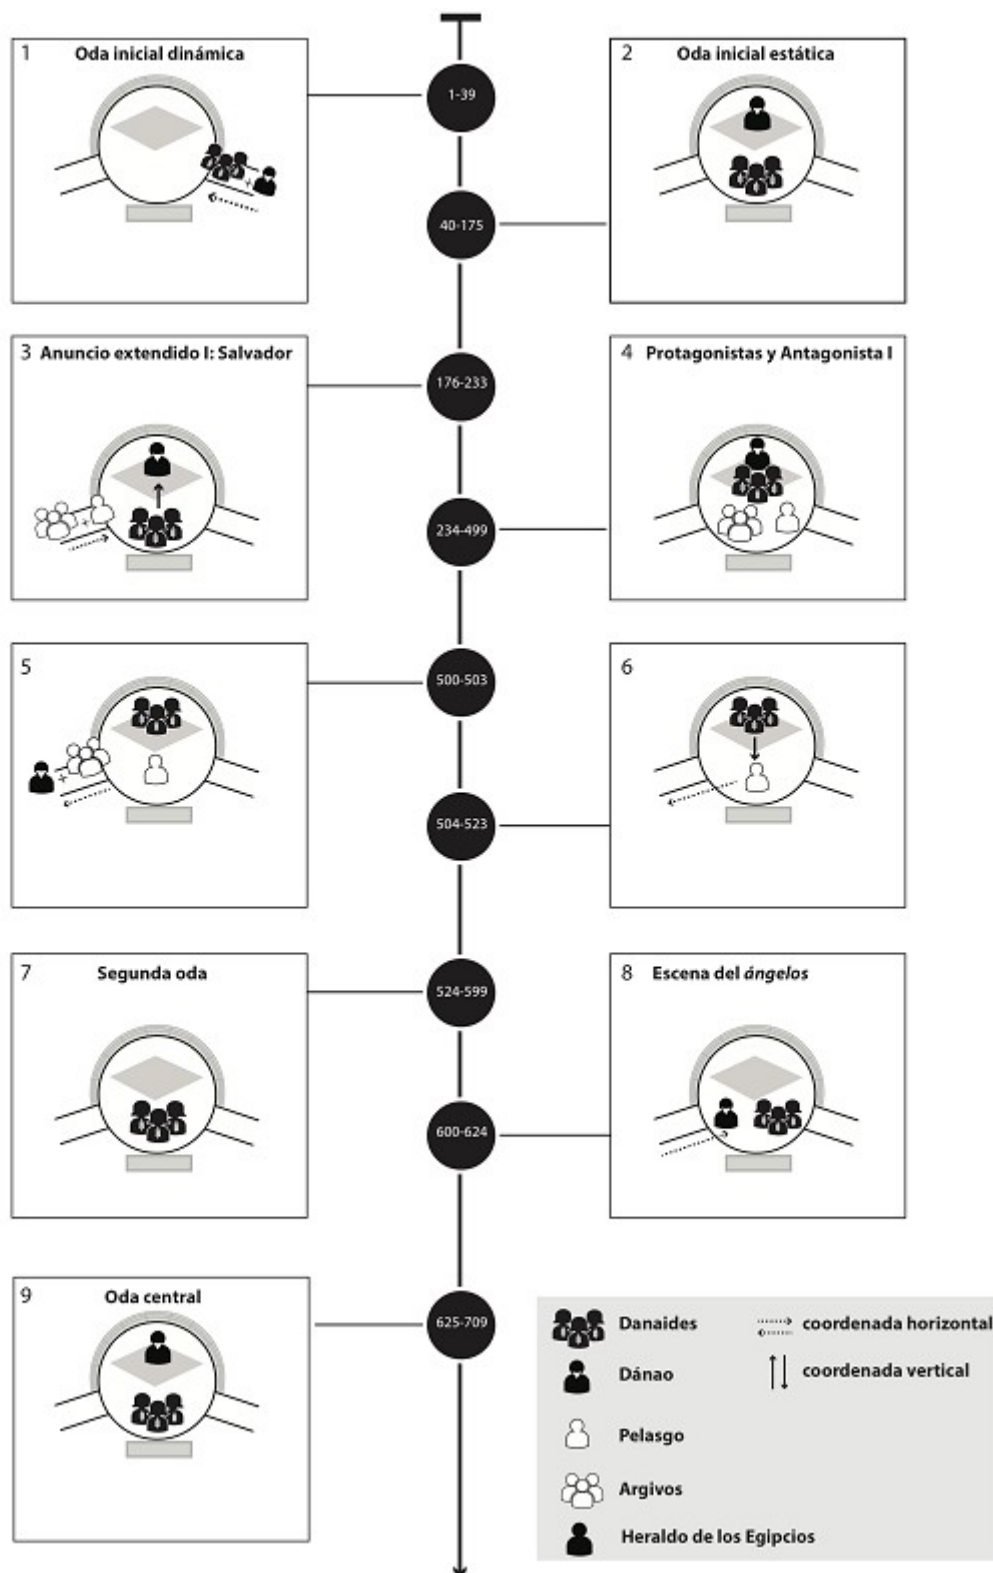 1 Oda inicial dinámica
1-39
2 Oda inicial estática
40-175
3 Anuncio extendido I: Salvador
176-233
4 Protagonistas y Antagonista I
234-499
5
500-503
6
504-523
7 Segunda oda
524-599
8 Escena del ángelos
600-624
9 Oda central
625-709
Danaides
coordenada horizontal
Dánao
coordenada vertical
Pelasgo
Argivos
Heraldo de los Egipcios